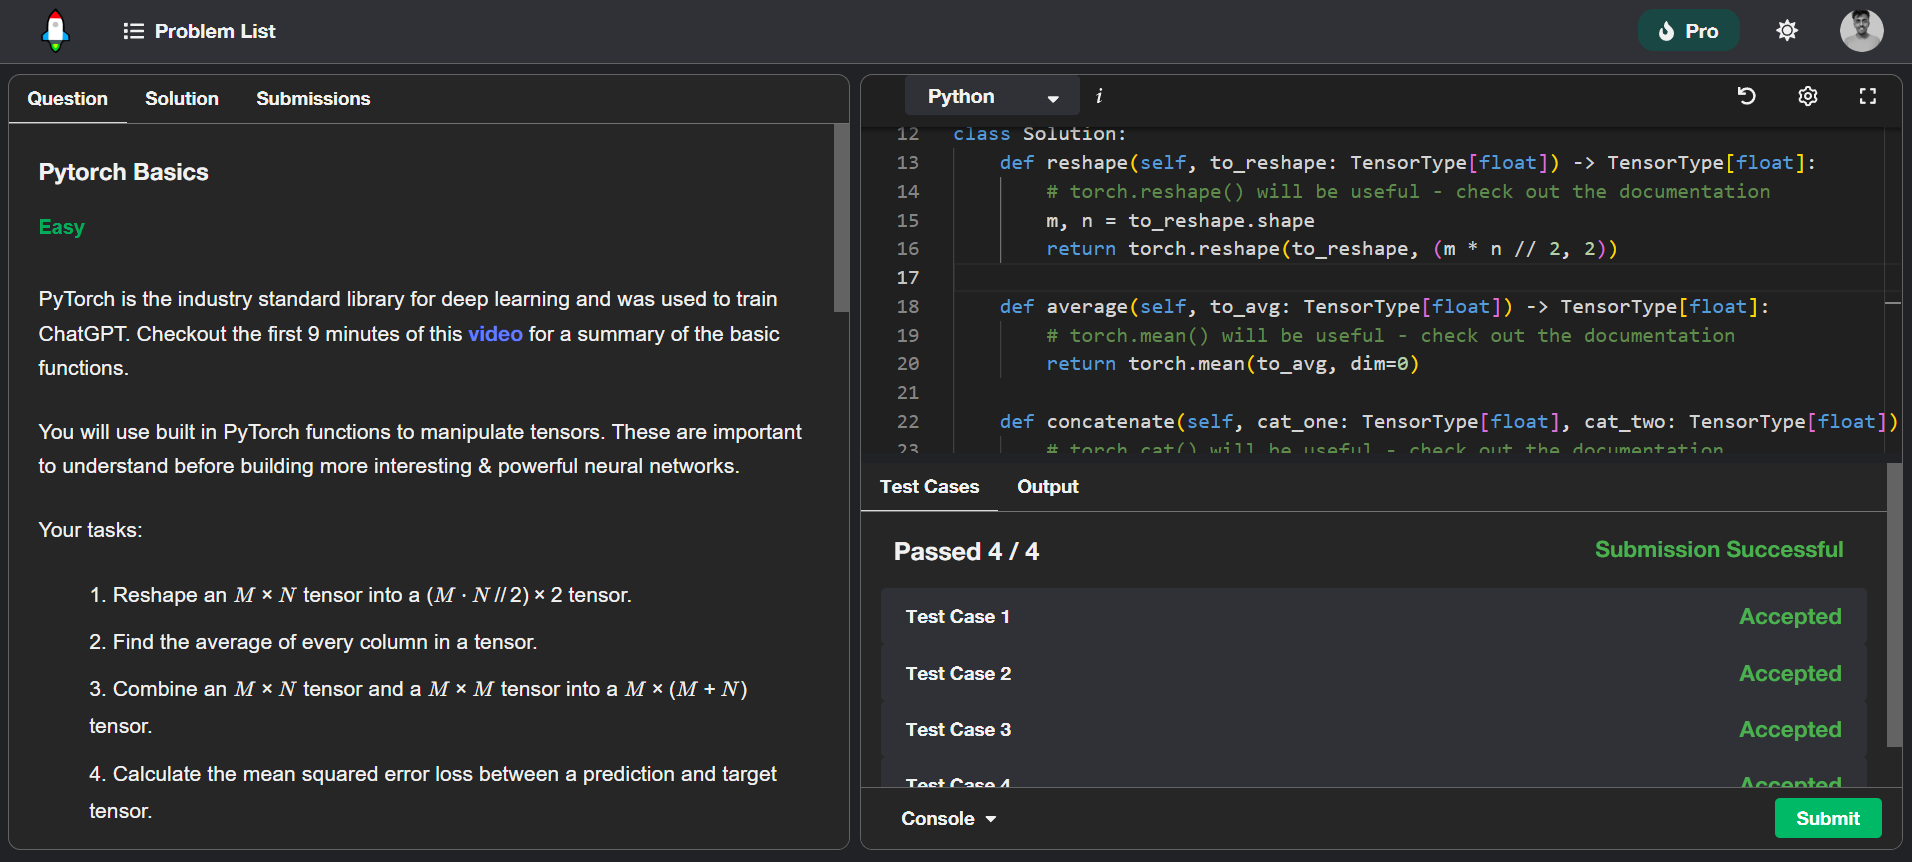 Problem List
Pro
Question Solution Submissions
Pytorch Basics
Easy
PyTorch is the industry standard library for deep learning and was used to train
ChatGPT. Checkout the first 9 minutes of this video for a summary of the basic
functions.
You will use built in PyTorch functions to manipulate tensors. These are important
to understand before building more interesting & powerful neural networks.
Your tasks:
1. Reshape an M × N tensor into a (M · N // 2) × 2 tensor.
2. Find the average of every column in a tensor.
3. Combine an M × N tensor and a M × M tensor into a M × (M + N)
tensor.
4. Calculate the mean squared error loss between a prediction and target
tensor.
Python i
12 class Solution:
13 def reshape(self, to_reshape: TensorType[float]) -> TensorType[float]:
14 # torch.reshape() will be useful - check out the documentation
15 m, n = to_reshape.shape
16 return torch.reshape(to_reshape, (m * n // 2, 2))
17
18 def average(self, to_avg: TensorType[float]) -> TensorType[float]:
19 # torch.mean() will be useful - check out the documentation
20 return torch.mean(to_avg, dim=0)
21
22 def concatenate(self, cat_one: TensorType[float], cat_two: TensorType[float])
23 # torch.cat() will be useful - check out the documentation
Test Cases Output
Passed 4 / 4 Submission Successful
Test Case 1 Accepted
Test Case 2 Accepted
Test Case 3 Accepted
Test Case 4 Accepted
Console Submit